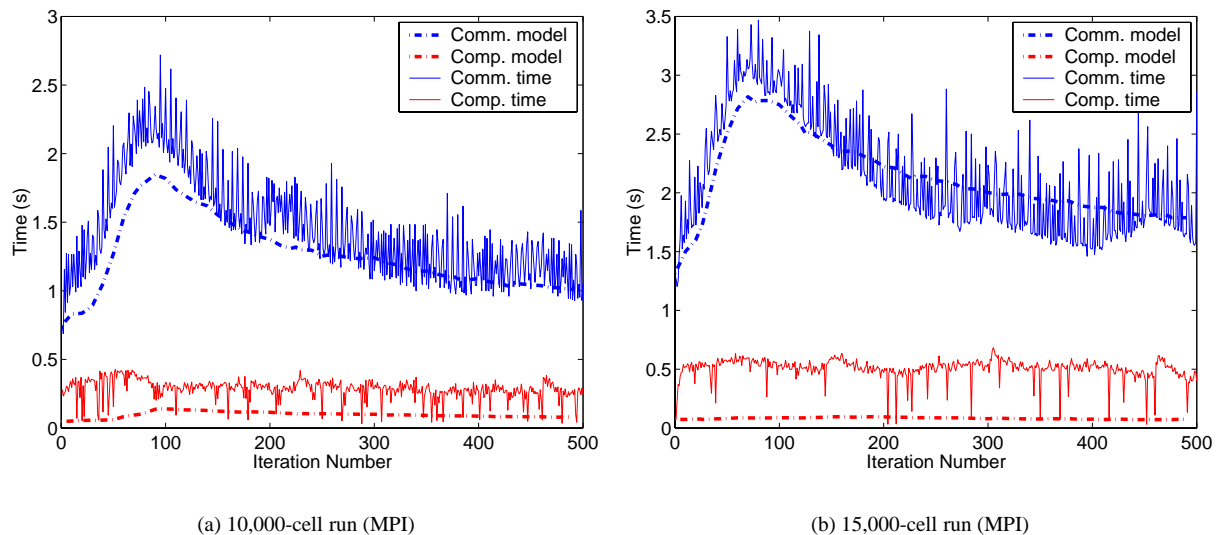 3
2.5
2
1.5
1
0.5
0
Time (s)
Comm. model
Comp. model
Comm. time
Comp. time
0 100 200 300 400 500
Iteration Number
(a) 10,000-cell run (MPI)
3.5
3
2.5
2
1.5
1
0.5
0
Time (s)
Comm. model
Comp. model
Comm. time
Comp. time
0 100 200 300 400 500
Iteration Number
(b) 15,000-cell run (MPI)